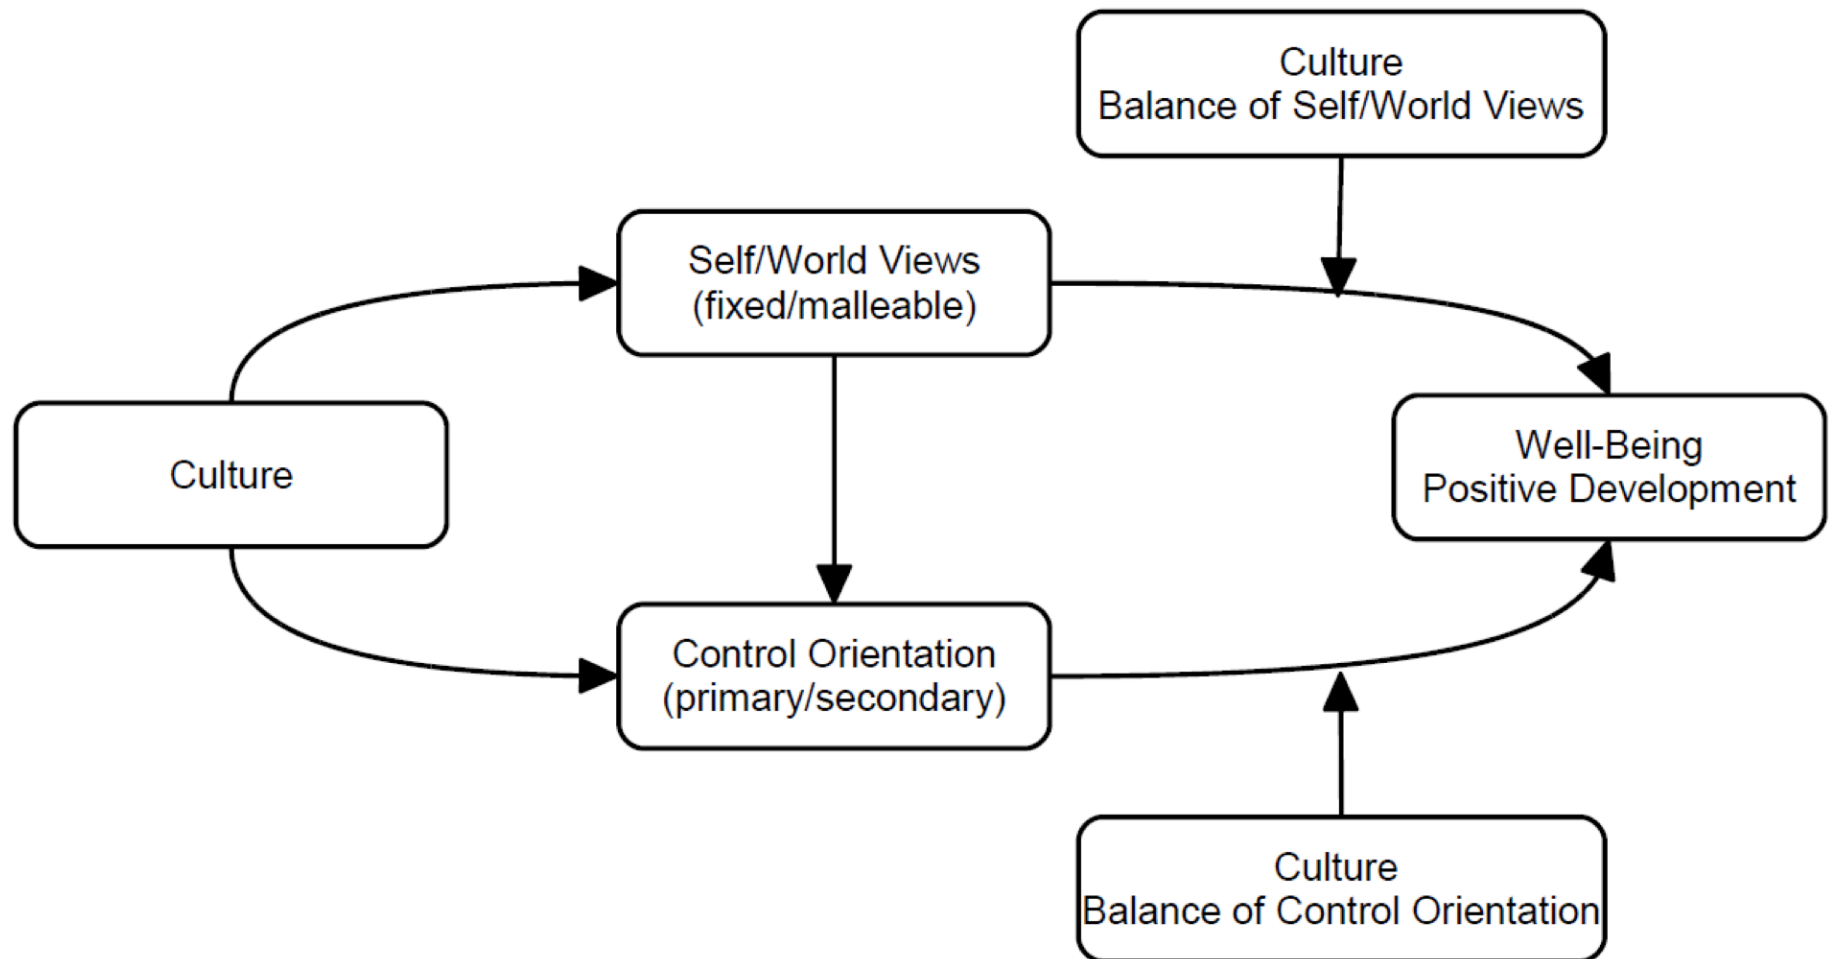 Culture
Balance of Self/World Views
Self/World Views
(fixed/malleable)
Culture
Well-Being
Positive Development
Control Orientation
(primary/secondary)
Culture
Balance of Control Orientation